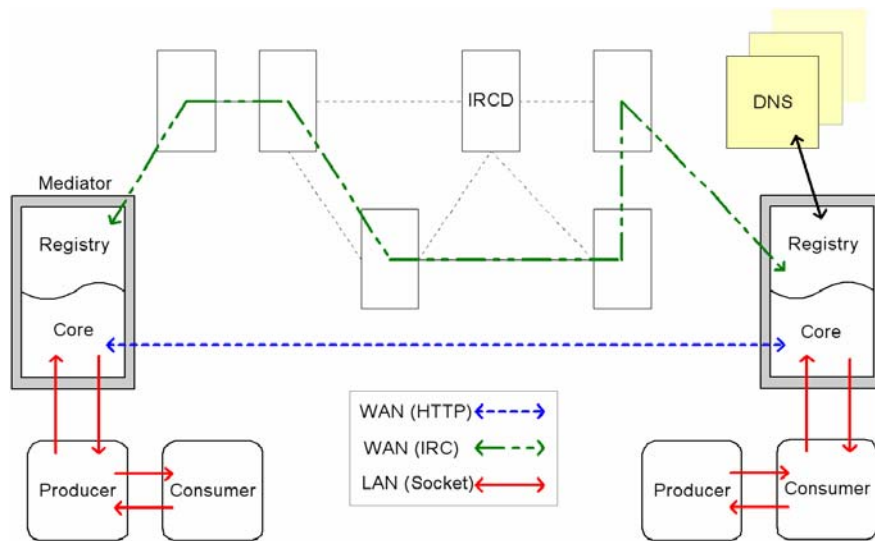 IRCD
DNS
Mediator
Registry
Core
Registry
Core
WAN (HTTP)
WAN (IRC)
LAN (Socket)
Producer
Consumer
Producer
Consumer